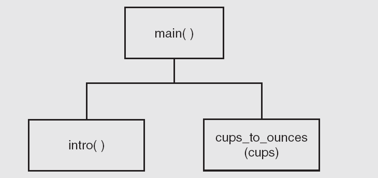 main( )
intro( )
cups_to_ounces
(cups)